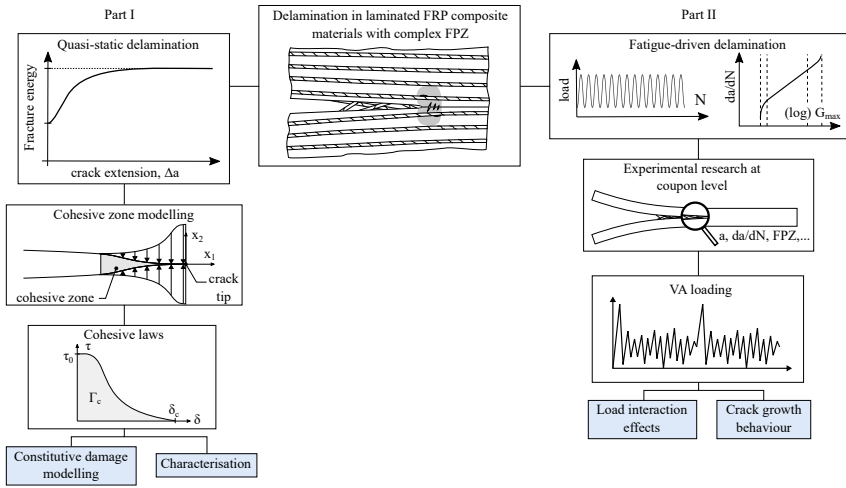 Part I
Delamination in laminated FRP composite
materials with complex FPZ
Part II
Quasi-static delamination
Fracture energy
crack extension, Δa
Fatigue-driven delamination
load
N
da/dN
(log) Gmax
Cohesive zone modelling
x2
x1
crack
tip
cohesive zone
Experimental research at
coupon level
a, da/dN, FPZ,...
Cohesive laws
τ
τ0
Γc
δc
δ
VA loading
Constitutive damage
modelling
Characterisation
Load interaction
effects
Crack growth
behaviour